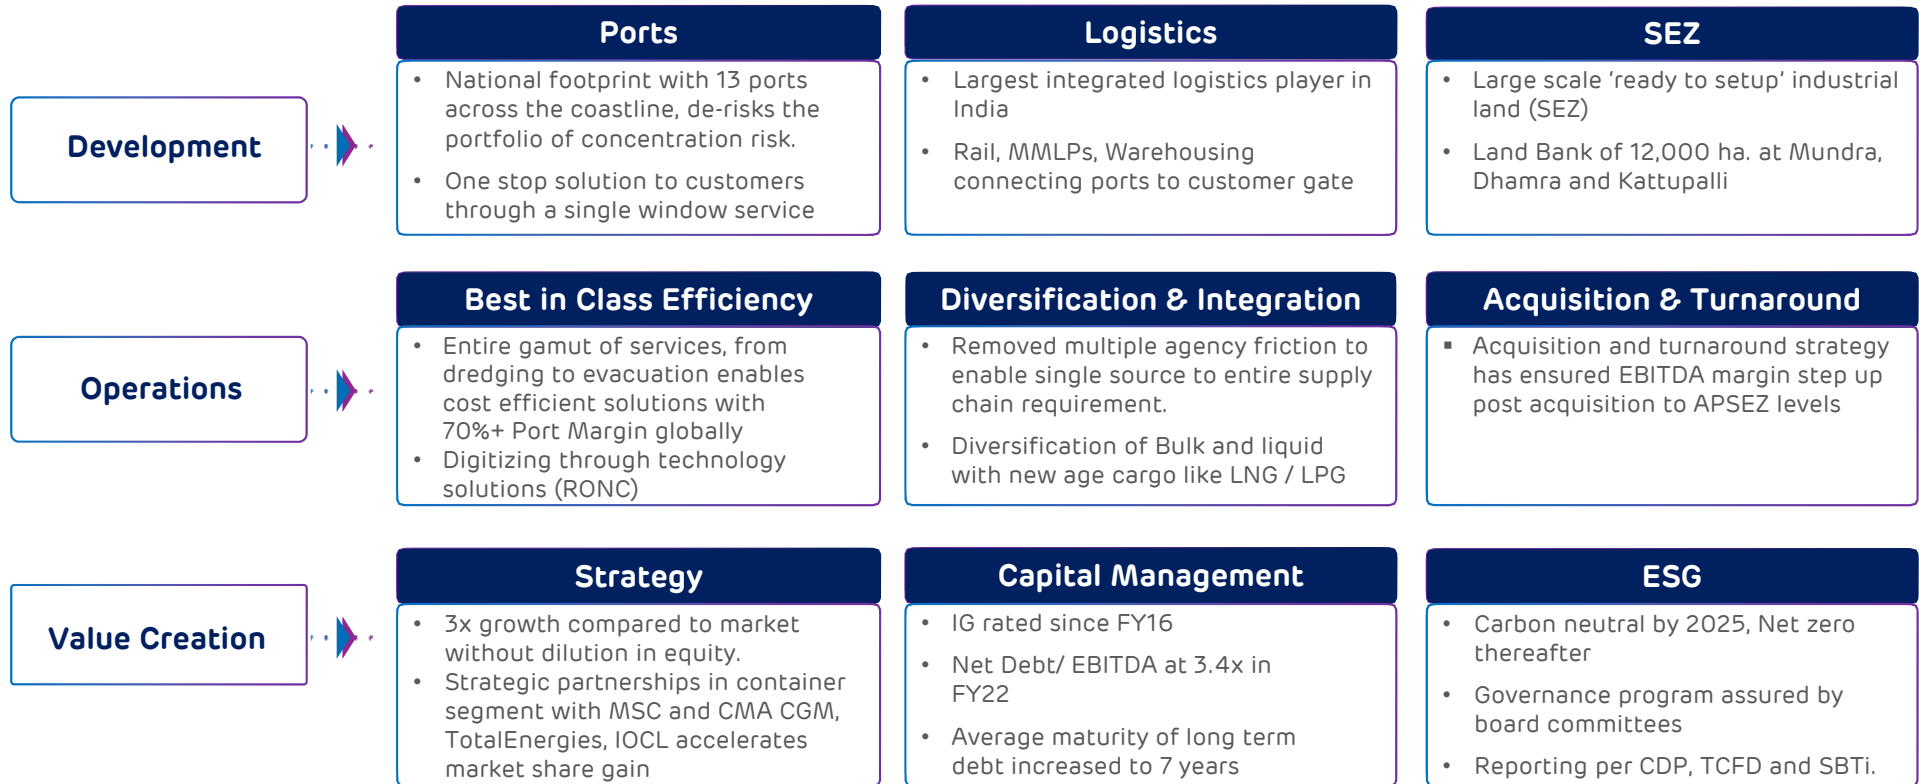 Development
Ports
• National footprint with 13 ports
across the coastline, de-risks the
portfolio of concentration risk.
• One stop solution to customers
through a single window service
Logistics
• Largest integrated logistics player in
India
• Rail, MMLPs, Warehousing
connecting ports to customer gate
SEZ
• Large scale ‘ready to setup’ industrial
land (SEZ)
• Land Bank of 12,000 ha. at Mundra,
Dhamra and Kattupalli
Operations
Best in Class Efficiency
• Entire gamut of services, from
dredging to evacuation enables
cost efficient solutions with
70%+ Port Margin globally
• Digitizing through technology
solutions (RONC)
Diversification & Integration
• Removed multiple agency friction to
enable single source to entire supply
chain requirement.
• Diversification of Bulk and liquid
with new age cargo like LNG / LPG
Acquisition & Turnaround
▪ Acquisition and turnaround strategy
has ensured EBITDA margin step up
post acquisition to APSEZ levels
Value Creation
Strategy
• 3x growth compared to market
without dilution in equity.
• Strategic partnerships in container
segment with MSC and CMA CGM,
TotalEnergies, IOCL accelerates
market share gain
Capital Management
• IG rated since FY16
• Net Debt/ EBITDA at 3.4x in
FY22
• Average maturity of long term
debt increased to 7 years
ESG
• Carbon neutral by 2025, Net zero
thereafter
• Governance program assured by
board committees
• Reporting per CDP, TCFD and SBTi.